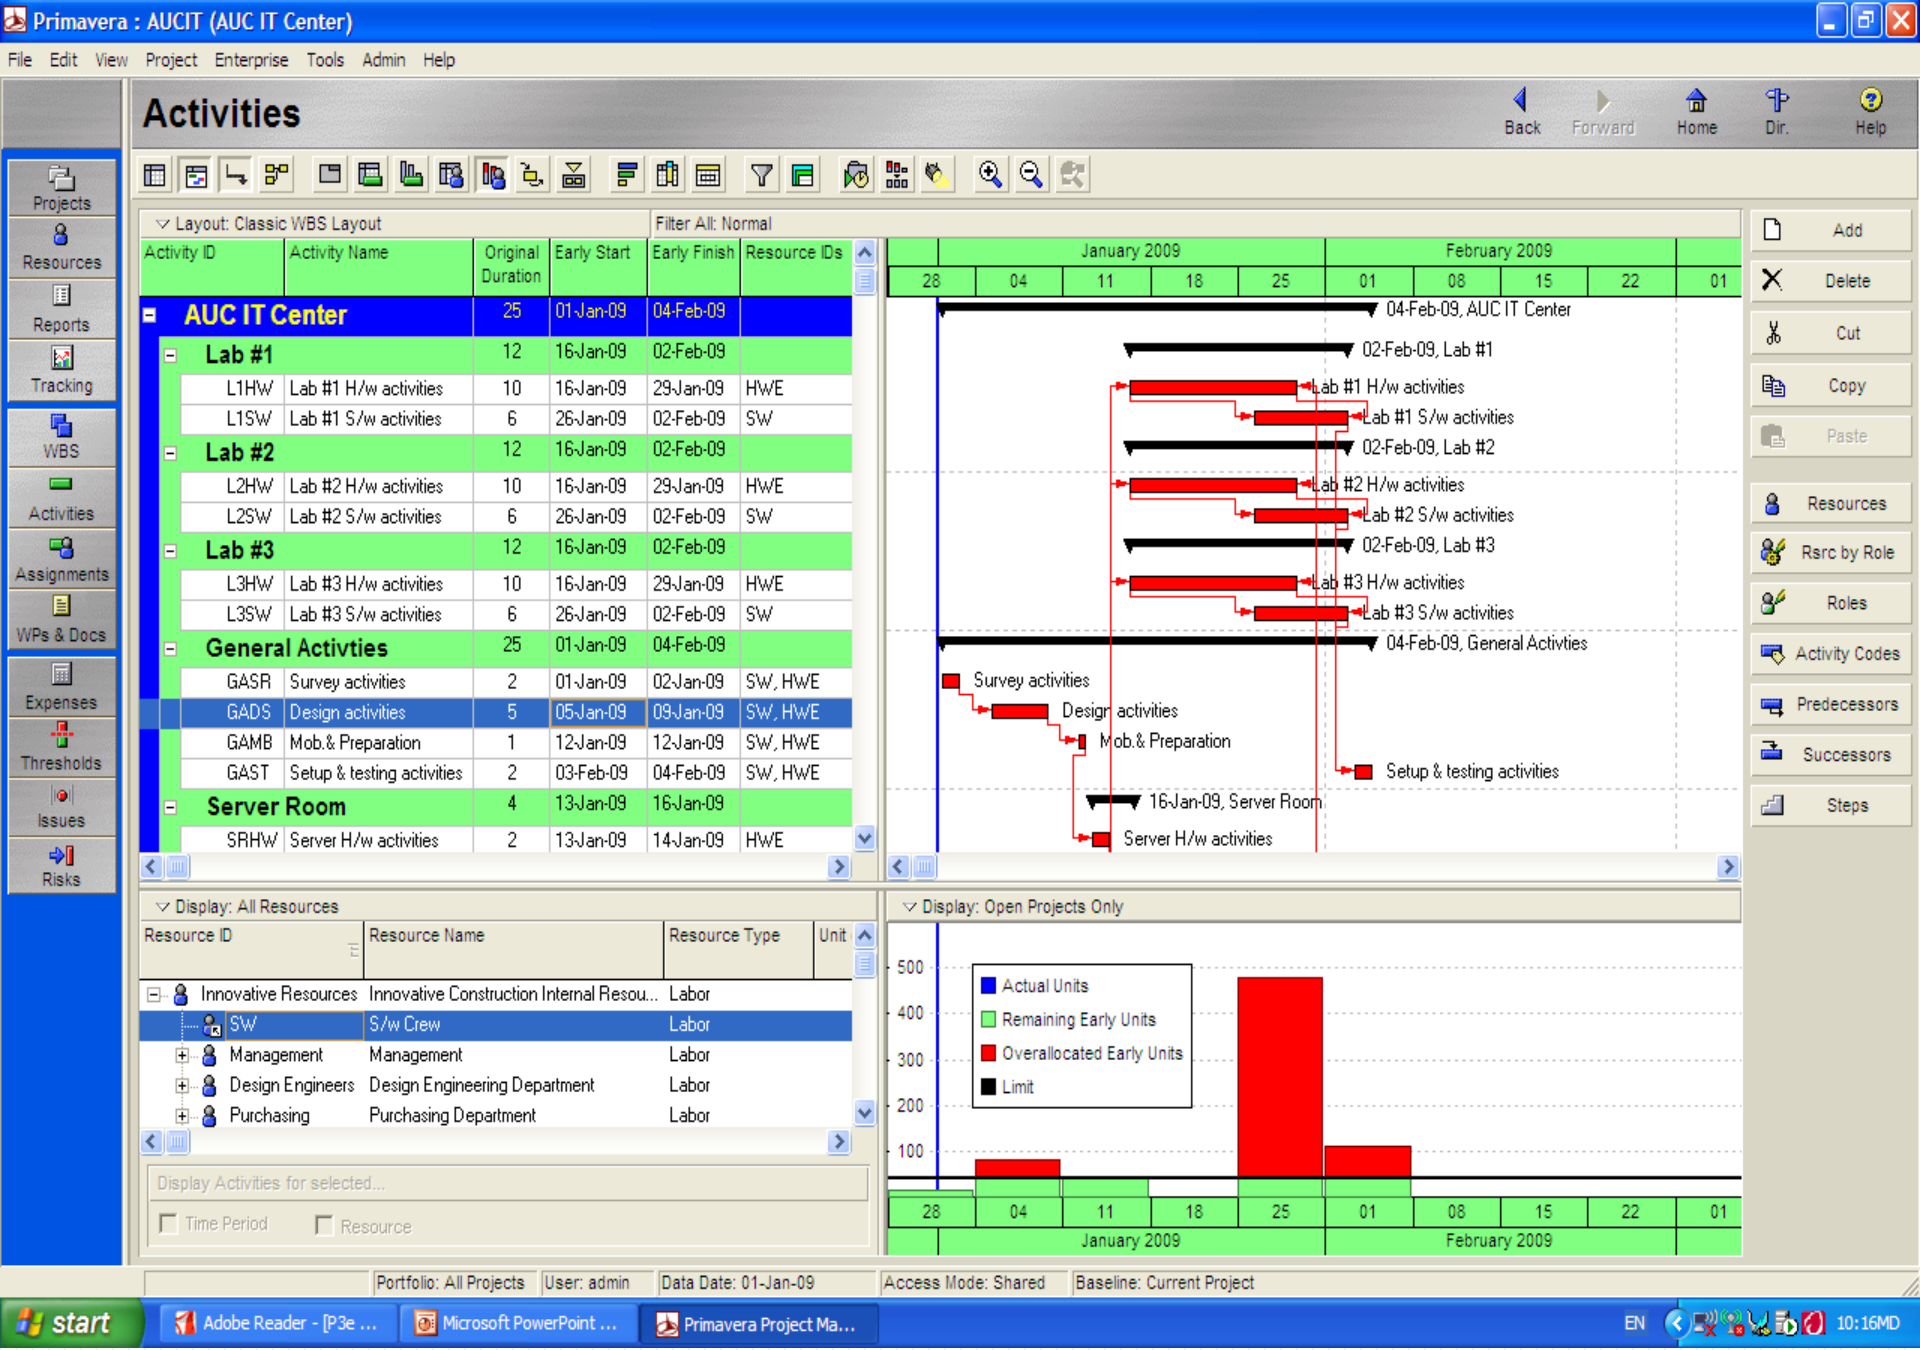 Primavera : AUCIT (AUC IT Center)
File Edit View Project Enterprise Tools Admin Help
Activities
Back Forward Home Dir. Help
Projects
Resources
Reports
Tracking
WBS
Activities
Assignments
WPs & Docs
Expenses
Thresholds
Issues
Risks
Layout: Classic WBS Layout Filter All: Normal
Activity ID Activity Name Original Duration Early Start Early Finish Resource IDs
AUC IT Center 25 01-Jan-09 04-Feb-09
Lab #1 12 16-Jan-09 02-Feb-09
L1HW Lab #1 H/w activities 10 16-Jan-09 29-Jan-09 HWE
L1SW Lab #1 S/w activities 6 26-Jan-09 02-Feb-09 SW
Lab #2 12 16-Jan-09 02-Feb-09
L2HW Lab #2 H/w activities 10 16-Jan-09 29-Jan-09 HWE
L2SW Lab #2 S/w activities 6 26-Jan-09 02-Feb-09 SW
Lab #3 12 16-Jan-09 02-Feb-09
L3HW Lab #3 H/w activities 10 16-Jan-09 29-Jan-09 HWE
L3SW Lab #3 S/w activities 6 26-Jan-09 02-Feb-09 SW
General Activties 25 01-Jan-09 04-Feb-09
GASR Survey activities 2 01-Jan-09 02-Jan-09 SW, HWE
GADS Design activities 5 05-Jan-09 09-Jan-09 SW, HWE
GAMB Mob.& Preparation 1 12-Jan-09 12-Jan-09 SW, HWE
GAST Setup & testing activities 2 03-Feb-09 04-Feb-09 SW, HWE
Server Room 4 13-Jan-09 16-Jan-09
SRHW Server H/w activities 2 13-Jan-09 14-Jan-09 HWE
January 2009 February 2009
28 04 11 18 25 01 08 15 22 01
04-Feb-09, AUC IT Center
02-Feb-09, Lab #1
Lab #1 H/w activities
Lab #1 S/w activities
02-Feb-09, Lab #2
Lab #2 H/w activities
Lab #2 S/w activities
02-Feb-09, Lab #3
Lab #3 H/w activities
Lab #3 S/w activities
04-Feb-09, General Activties
Survey activities
Design activities
Mob.& Preparation
Setup & testing activities
16-Jan-09, Server Room
Server H/w activities
Add
Delete
Cut
Copy
Paste
Resources
Rsrc by Role
Roles
Activity Codes
Predecessors
Successors
Steps
Display: All Resources
Resource ID Resource Name Resource Type Unit
Innovative Resources Innovative Construction Internal Resou... Labor
SW S/w Crew Labor
Management Management Labor
Design Engineers Design Engineering Department Labor
Purchasing Purchasing Department Labor
Display Activities for selected...
Time Period Resource
Display: Open Projects Only
500
400
300
200
100
Actual Units
Remaining Early Units
Overallocated Early Units
Limit
28 04 11 18 25 01 08 15 22 01
January 2009 February 2009
Portfolio: All Projects User: admin Data Date: 01-Jan-09 Access Mode: Shared Baseline: Current Project
start Adobe Reader - [P3e ... Microsoft PowerPoint ... Primavera Project Ma... EN 10:16MD